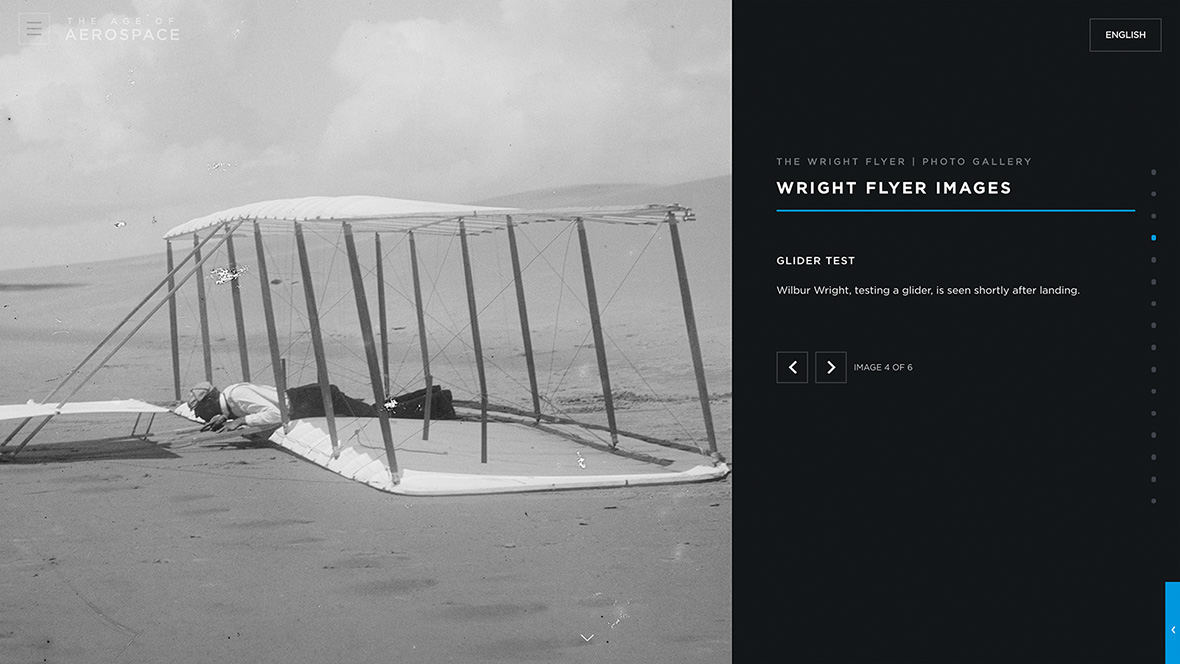 THE AGE OF
AEROSPACE
ENGLISH
THE WRIGHT FLYER | PHOTO GALLERY
WRIGHT FLYER IMAGES
GLIDER TEST
Wilbur Wright, testing a glider, is seen shortly after landing.
IMAGE 4 OF 6